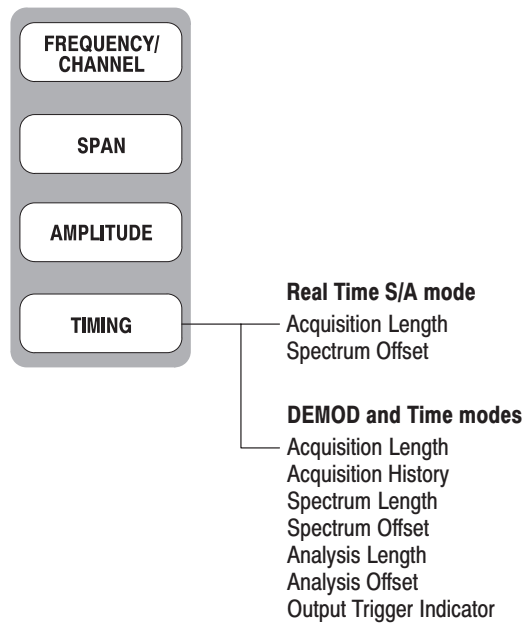 FREQUENCY/
CHANNEL
SPAN
AMPLITUDE
TIMING
Real Time S/A mode
Acquisition Length
Spectrum Offset
DEMOD and Time modes
Acquisition Length
Acquisition History
Spectrum Length
Spectrum Offset
Analysis Length
Analysis Offset
Output Trigger Indicator